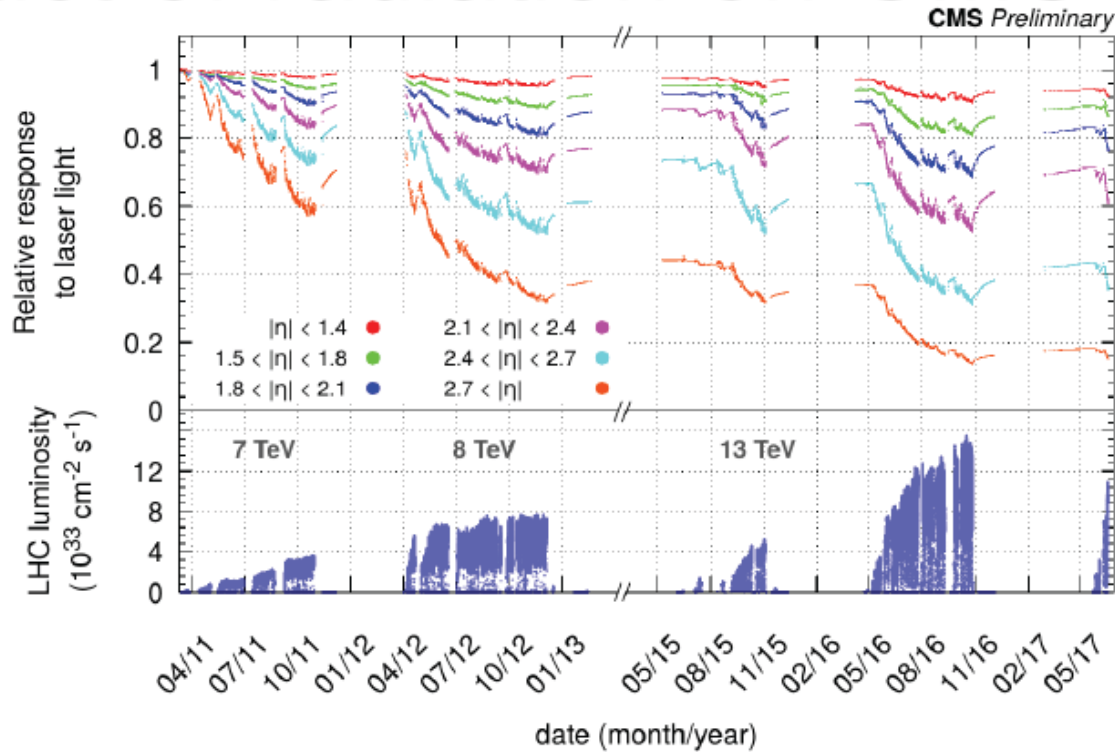 CMS Preliminary
//
Relative response
to laser light
1
0.8
0.6
0.4
0.2
0
|η| < 1.4
1.5 < |η| < 1.8
1.8 < |η| < 2.1
2.1 < |η| < 2.4
2.4 < |η| < 2.7
2.7 < |η|
//
LHC luminosity
(10³³ cm⁻² s⁻¹)
12
8
4
0
7 TeV
8 TeV
13 TeV
//
04/11
07/11
10/11
01/12
04/12
07/12
10/12
01/13
05/15
08/15
11/15
02/16
05/16
08/16
11/16
02/17
05/17
date (month/year)